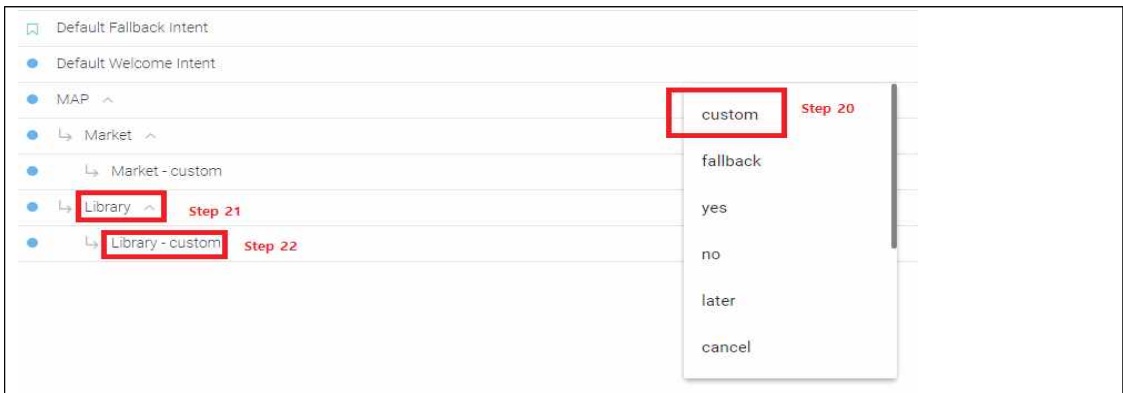 Default Fallback Intent
Default Welcome Intent
MAP
Market
Market - custom
Library Step 21
Library - custom Step 22
custom Step 20
fallback
yes
no
later
cancel